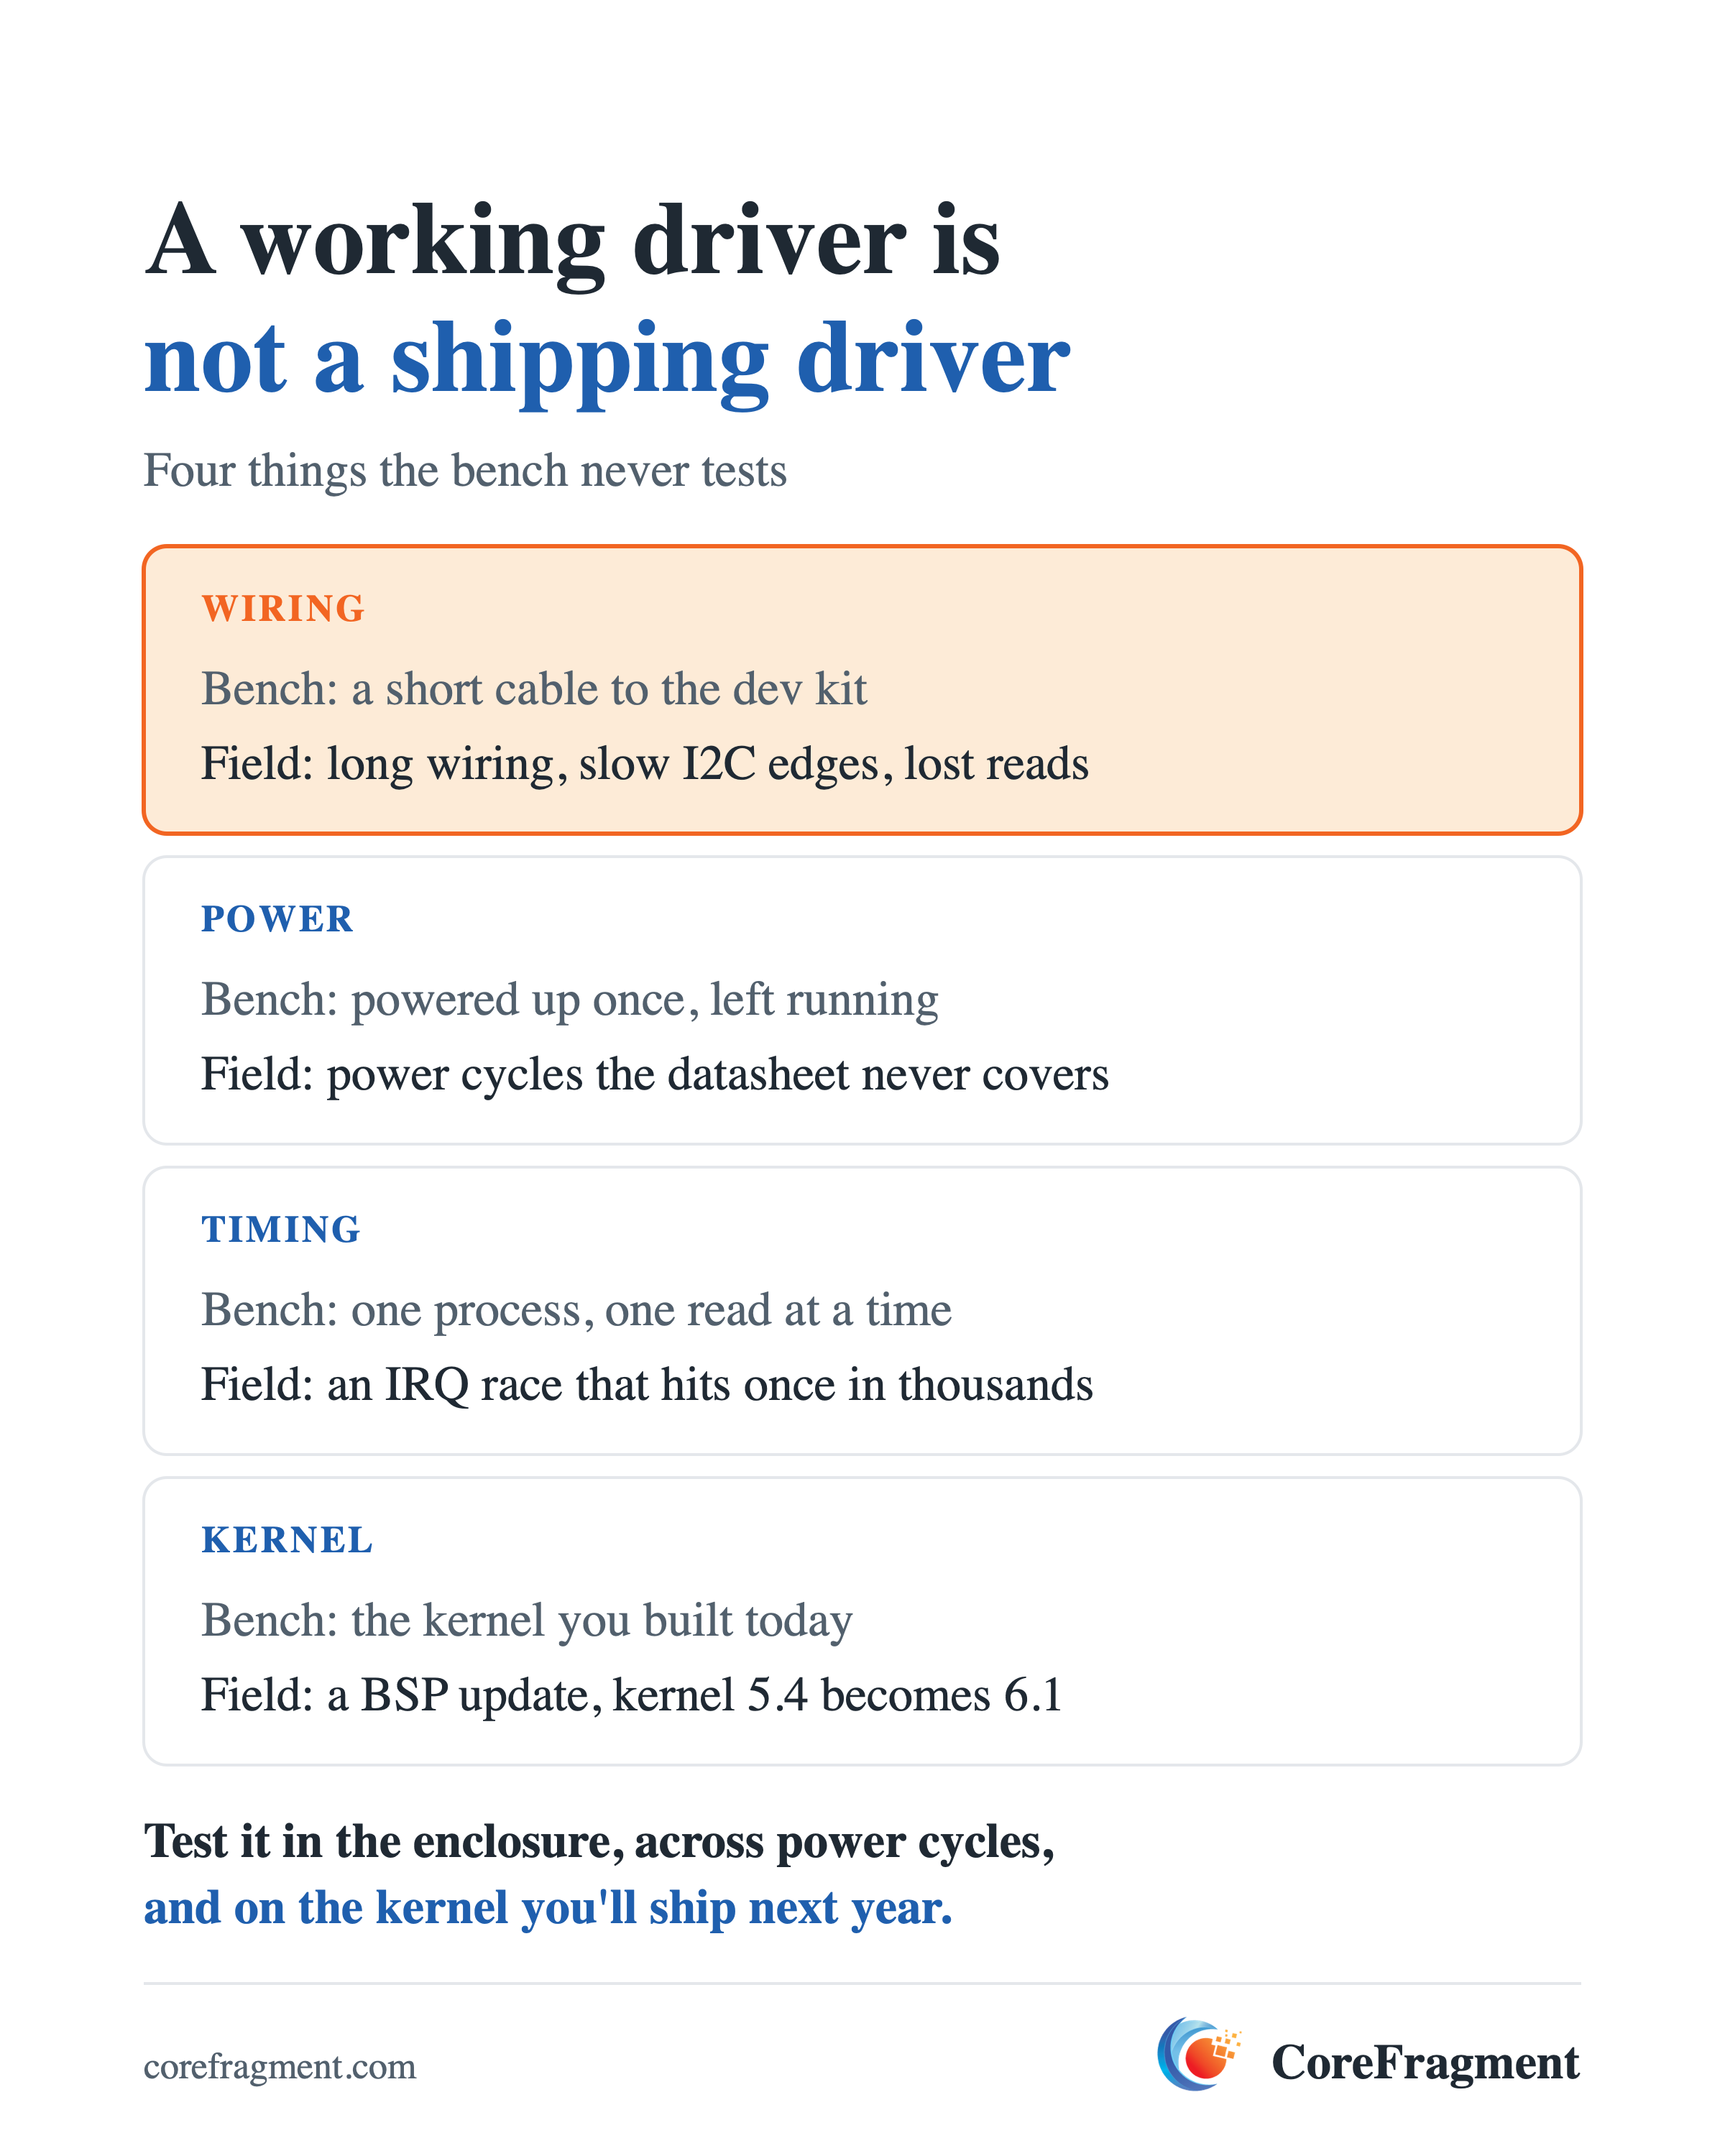 A working driver is
not a shipping driver
Four things the bench never tests
WIRING
Bench: a short cable to the dev kit
Field: long wiring, slow I2C edges, lost reads
POWER
Bench: powered up once, left running
Field: power cycles the datasheet never covers
TIMING
Bench: one process, one read at a time
Field: an IRQ race that hits once in thousands
KERNEL
Bench: the kernel you built today
Field: a BSP update, kernel 5.4 becomes 6.1
Test it in the enclosure, across power cycles,
and on the kernel you'll ship next year.
corefragment.com
CoreFragment